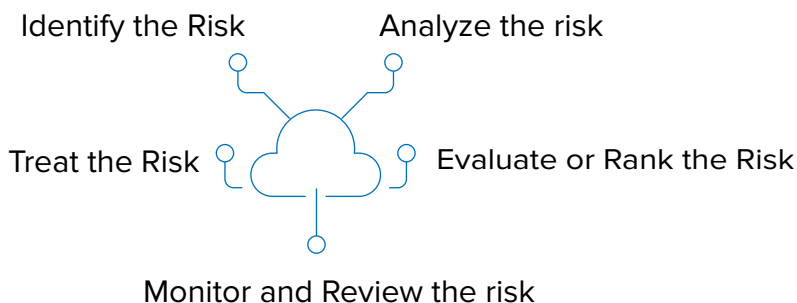 Identify the Risk
Analyze the risk
Treat the Risk
Evaluate or Rank the Risk
Monitor and Review the risk